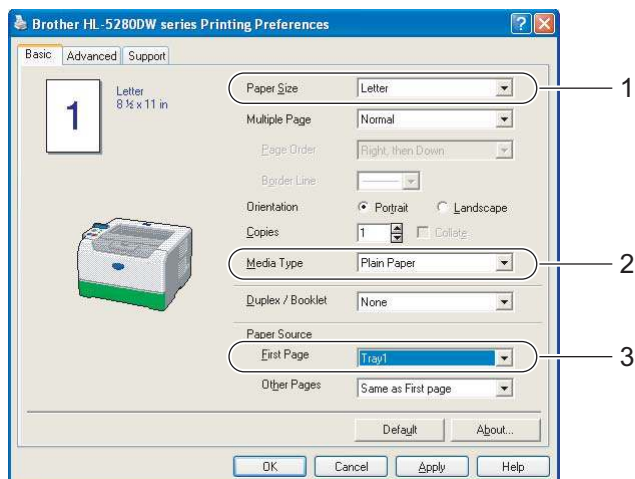 Brother HL-5280DW series Printing Preferences
Basic Advanced Support
1
Letter
8 ½ x 11 in
Paper Size Letter 1
Multiple Page Normal
Page Order Right, then Down
Border Line
Orientation Portrait Landscape
Copies 1 Collate
Media Type Plain Paper 2
Duplex / Booklet None
Paper Source
First Page Tray1 3
Other Pages Same as First page
Default About...
OK Cancel Apply Help